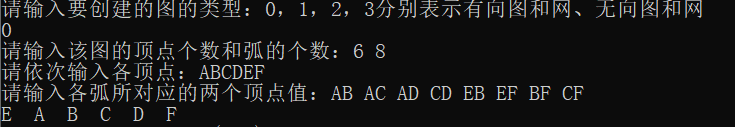 请输入要创建的图的类型：0，1，2，3分别表示有向图和网、无向图和网
0
请输入该图的顶点个数和弧的个数：6 8
请依次输入各顶点：ABCDEF
请输入各弧所对应的两个顶点值：AB AC AD CD EB EF BF CF
E A B C D F